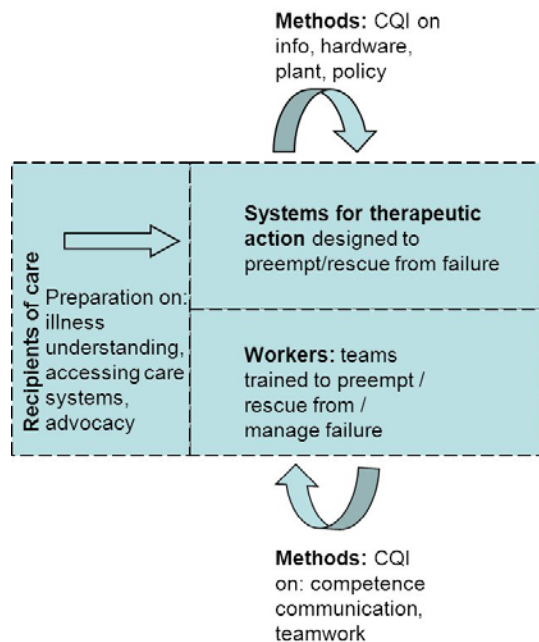 Methods: CQI on
info, hardware,
plant, policy
Recipients of care
Preparation on:
illness
understanding,
accessing care
systems,
advocacy
Systems for therapeutic
action designed to
preempt/rescue from failure
Workers: teams
trained to preempt /
rescue from /
manage failure
Methods: CQI
on: competence
communication,
teamwork